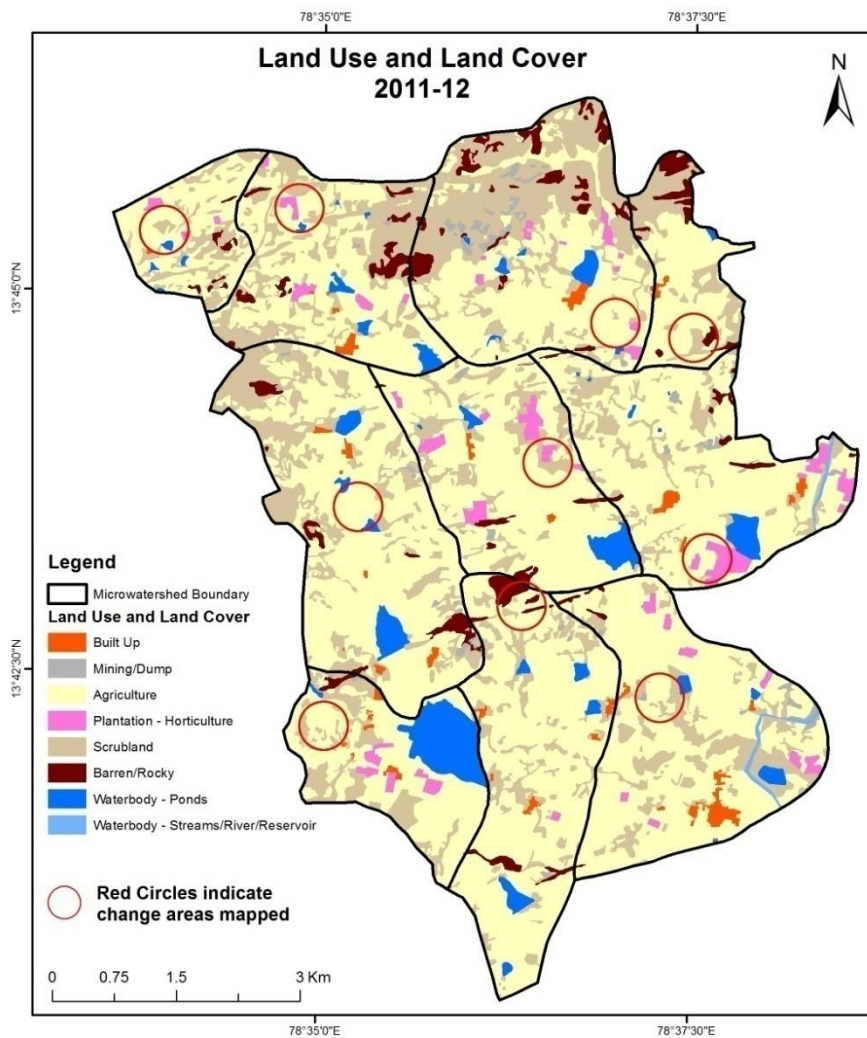 78°35'0"E
78°37'30"E
Land Use and Land Cover
2011-12
N
13°45'0"N
13°42'30"N
Legend
Microwatershed Boundary
Land Use and Land Cover
Built Up
Mining/Dump
Agriculture
Plantation - Horticulture
Scrubland
Barren/Rocky
Waterbody - Ponds
Waterbody - Streams/River/Reservoir
Red Circles indicate
change areas mapped
0 0.75 1.5 3 Km
78°35'0"E
78°37'30"E